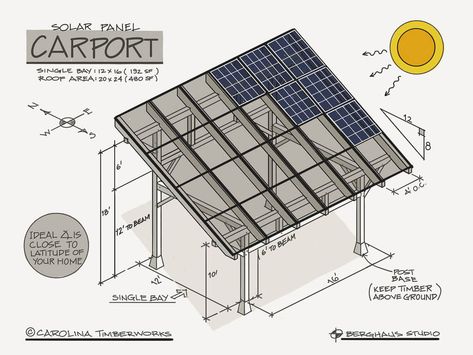 SOLAR PANEL
CARPORT
SINGLE BAY: 12 x 16 (192 SF)
ROOF AREA: 20 x 24 (480 SF)
N
E
S
W
12
8
6'
18'
12' TO BEAM
10'
6' TO BEAM
4' O.C.
12'
16'
IDEAL ∠ IS
CLOSE TO
LATITUDE OF
YOUR HOME
SINGLE BAY
POST
BASE
(KEEP TIMBER
ABOVE GROUND)
© CAROLINA TIMBERWORKS
BERGHAUS STUDIO